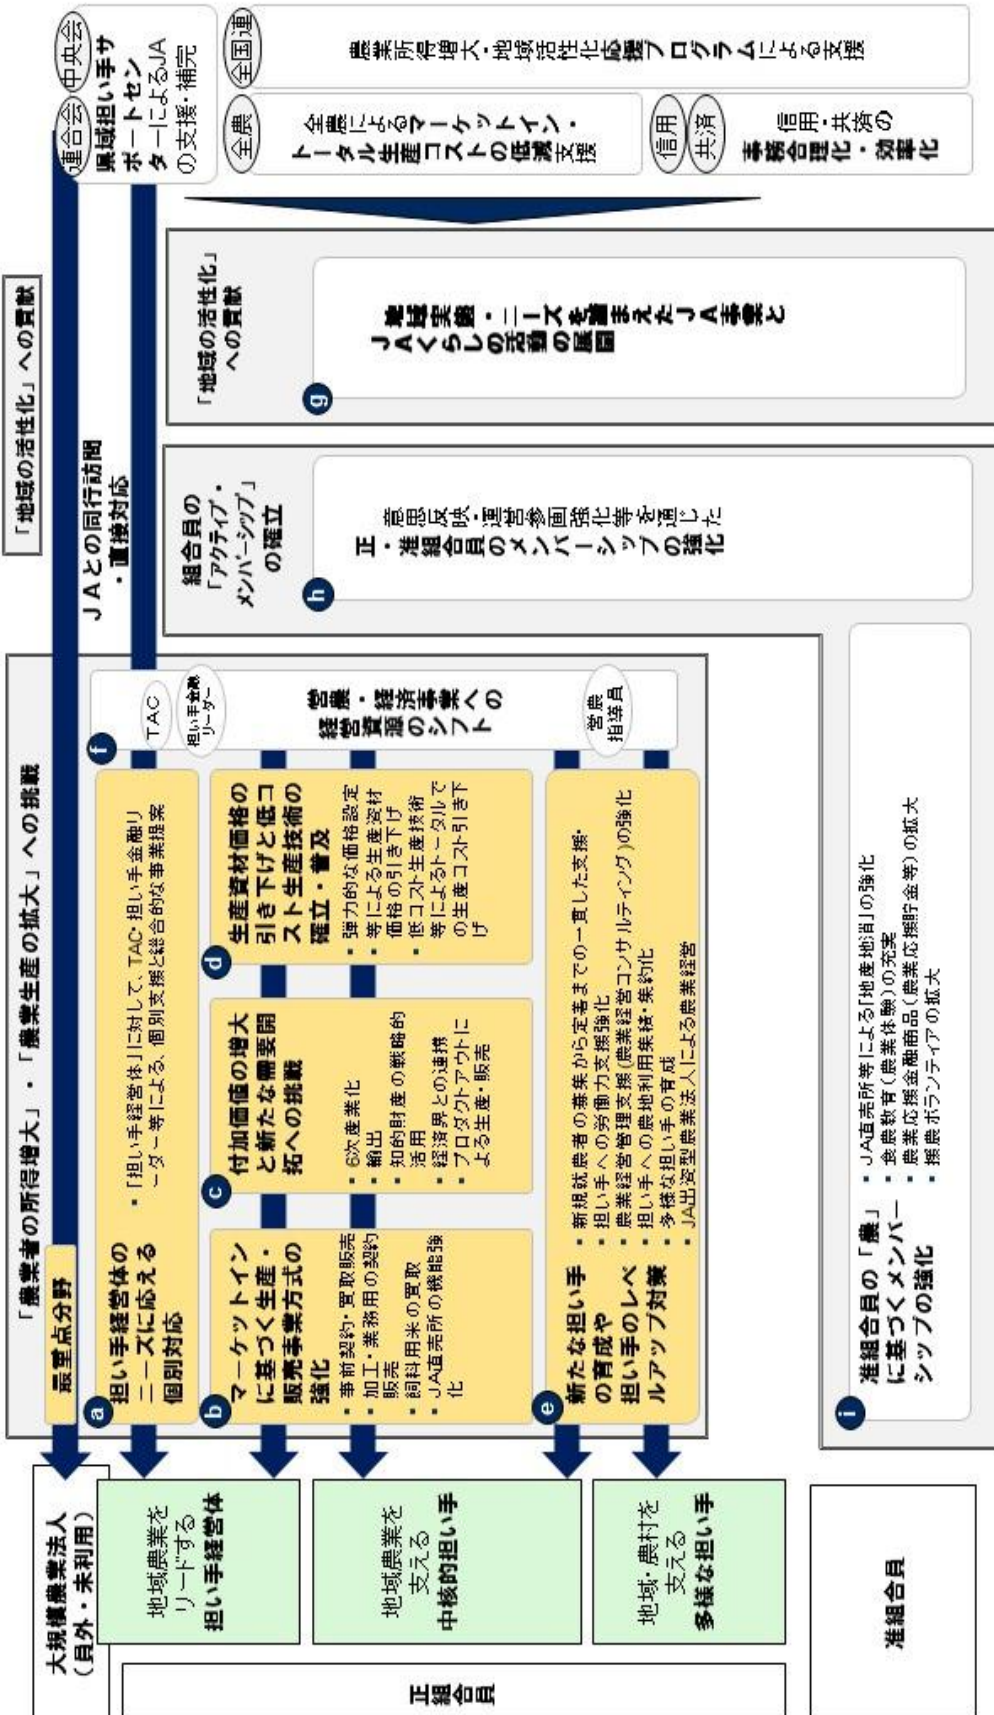 「農業者の所得増大」・「農業生産の拡大」への挑戦
「地域の活性化」への貢献
大規模農業法人
(員外・未利用)
最重点分野
JAとの同行訪問
・直接対応
連合会
中央会
県域担い手サ
ポートセン
ターによるJA
の支援・補完
正組合員
地域農業を
リードする
担い手経営体
地域農業を
支える
中核的担い手
地域・農村を
支える
多様な担い手
准組合員
a
担い手経営体の
ニーズに応える
個別対応
▪ 「担い手経営体」に対して、TAC・担い手金融リ
ーダー等による、個別支援と総合的な事業提案
b
マーケットイン
に基づく生産・
販売事業方式の
強化
▪ 事前契約・買取販売
▪ 加工・業務用の契約
販売
▪ 飼料用米の買取
▪ JA直売所の機能強
化
c
付加価値の増大
と新たな需要開
拓への挑戦
▪ 6次産業化
▪ 輸出
▪ 知的財産の戦略的
活用
▪ 経済界との連携
▪ プロダクトアウトに
よる生産・販売
d
生産資材価格の
引き下げと低コ
スト生産技術の
確立・普及
▪ 弾力的な価格設定
等による生産資材
価格の引き下げ
▪ 低コスト生産技術
等によるトータルで
の生産コスト引き下
げ
e
新たな担い手
の育成や
担い手のレベ
ルアップ対策
▪ 新規就農者の募集から定着までの一貫した支援・
▪ 担い手への労働力支援強化
▪ 農業経営管理支援(農業経営コンサルティング)の強化
▪ 担い手への農地利用集積・集約化
▪ 多様な担い手の育成
▪ JA出資型農業法人による農業経営
f
TAC
担い手金融
リーダー
営農・経済事業への
経営資源のシフト
営農
指導員
組合員の
「アクティブ・
メンバーシップ」
の確立
h
意思反映・運営参画強化等を通じた
正・准組合員のメンバーシップの強化
i
准組合員の「農」
に基づくメンバー
シップの強化
▪ JA直売所等による「地産地消」の強化
▪ 食農教育(農業体験)の充実
▪ 農業応援金融商品(農業応援貯金等)の拡大
▪ 援農ボランティアの拡大
「地域の活性化」
への貢献
g
地域実態・ニーズを踏まえたJA事業と
JAくらしの活動の展開
全農
全農によるマーケットイン・
トータル生産コストの低減支援
全国連
農業所得増大・地域活性化応援プログラムによる支援
信用
共済
信用・共済の
事務合理化・効率化